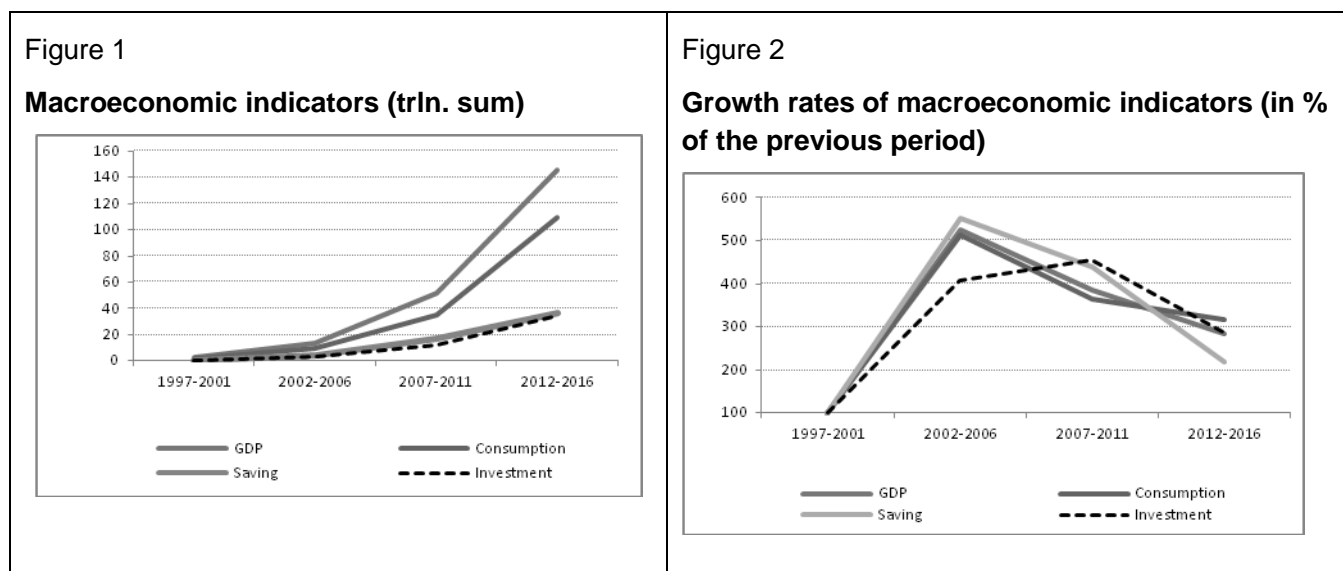 Figure 1
Macroeconomic indicators (trln. sum)
160
140
120
100
80
60
40
20
0
1997-2001 2002-2006 2007-2011 2012-2016
GDP Consumption
Saving Investment
Figure 2
Growth rates of macroeconomic indicators (in %
of the previous period)
600
500
400
300
200
100
1997-2001 2002-2006 2007-2011 2012-2016
GDP Consumption
Saving Investment